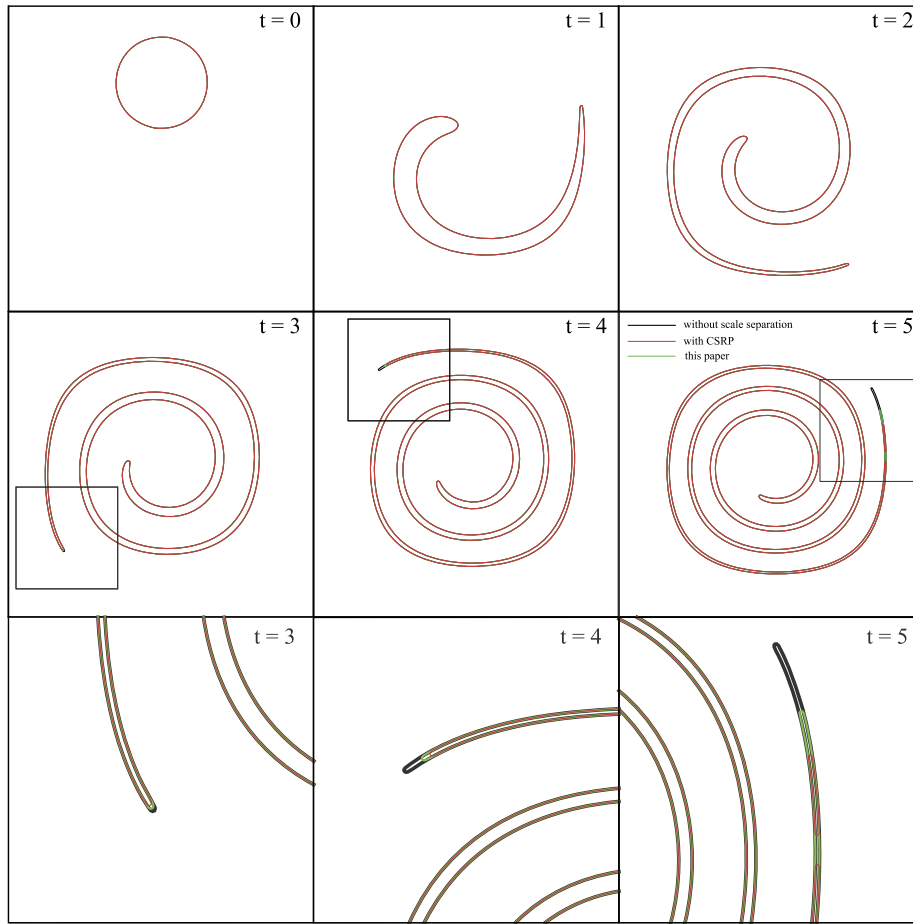 t = 0
t = 1
t = 2
t = 3
t = 4
t = 5
without scale separation
with CSRP
this paper
t = 3
t = 4
t = 5